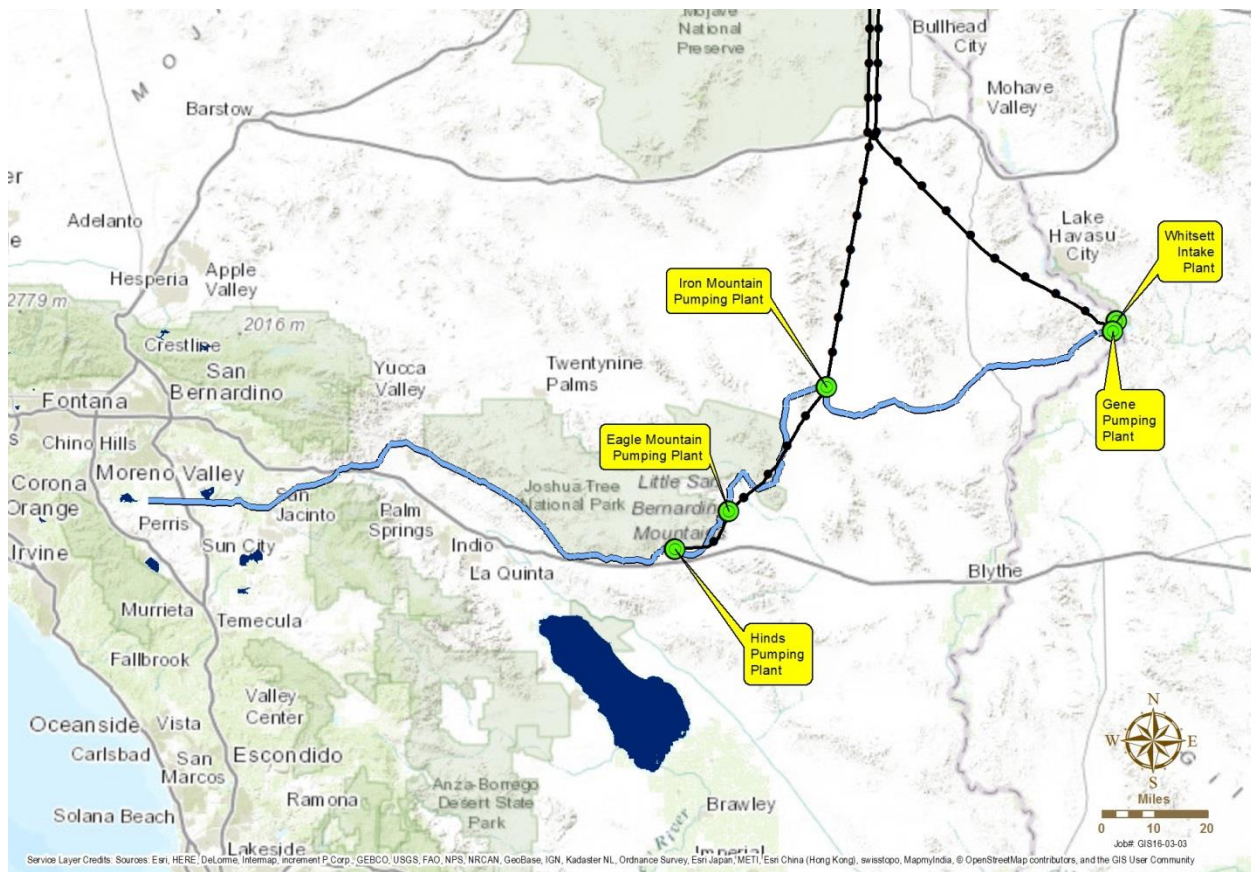 Mojave
National
Preserve
Bullhead
City
M O J
Barstow
Mohave
Valley
er
Adelanto
Lake
Havasu
City
Whitsett
Intake
Plant
e
Hesperia
Apple
Valley
Iron Mountain
Pumping Plant
2779 m
2016 m
Crestline
San
Bernardino
Yucca
Valley
Twentynine
Palms
Fontana
Gene
Pumping
Plant
s
Chino Hills
Eagle Mountain
Pumping Plant
Moreno Valley
Corona
Orange
San
Jacinto
Joshua Tree
National Park
Little San
Bernardino
Mountains
Perris
Palm
Springs
Irvine
Sun City
Indio
La Quinta
Blythe
Murrieta
Temecula
Hinds
Pumping
Plant
Fallbrook
Valley
Center
Oceanside
Vista
Carlsbad
San
Marcos
Escondido
N
W
E
S
G
Anza-Borrego
Desert State
Park
Ramona
Brawley
Miles
0 10 20
Solana Beach
River
Lakeside
Imperial
Job#: GIS16-03-03
Service Layer Credits: Sources: Esri, HERE, DeLorme, Intermap, increment P Corp., GEBCO, USGS, FAO, NPS, NRCAN, GeoBase, IGN, Kadaster NL, Ordnance Survey, Esri Japan, METI, Esri China (Hong Kong), swisstopo, MapmyIndia, © OpenStreetMap contributors, and the GIS User Community